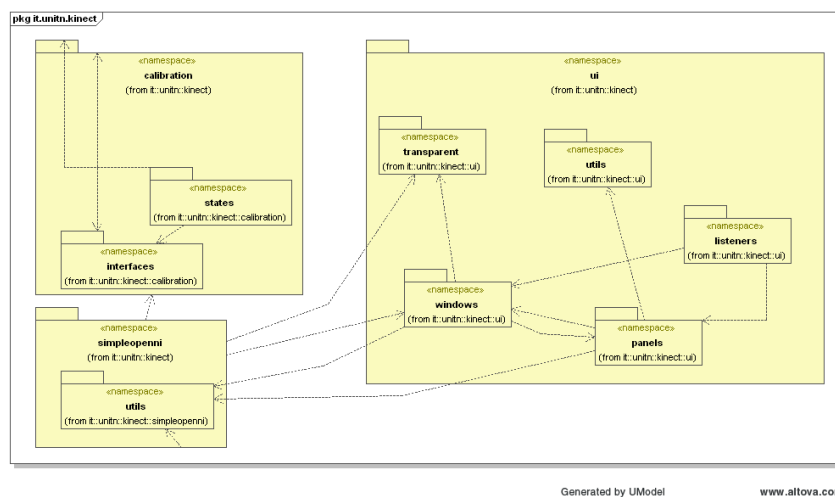 pkg it.unitn.kinect
«namespace»
calibration
(from it::unitn::kinect)
«namespace»
states
(from it::unitn::kinect::calibration)
«namespace»
interfaces
(from it::unitn::kinect::calibration)
«namespace»
simpleopenni
(from it::unitn::kinect)
«namespace»
utils
(from it::unitn::kinect::simpleopenni)
«namespace»
ui
(from it::unitn::kinect)
«namespace»
transparent
(from it::unitn::kinect::ui)
«namespace»
utils
(from it::unitn::kinect::ui)
«namespace»
listeners
(from it::unitn::kinect::ui)
«namespace»
windows
(from it::unitn::kinect::ui)
«namespace»
panels
(from it::unitn::kinect::ui)
Generated by UModel
www.altova.co